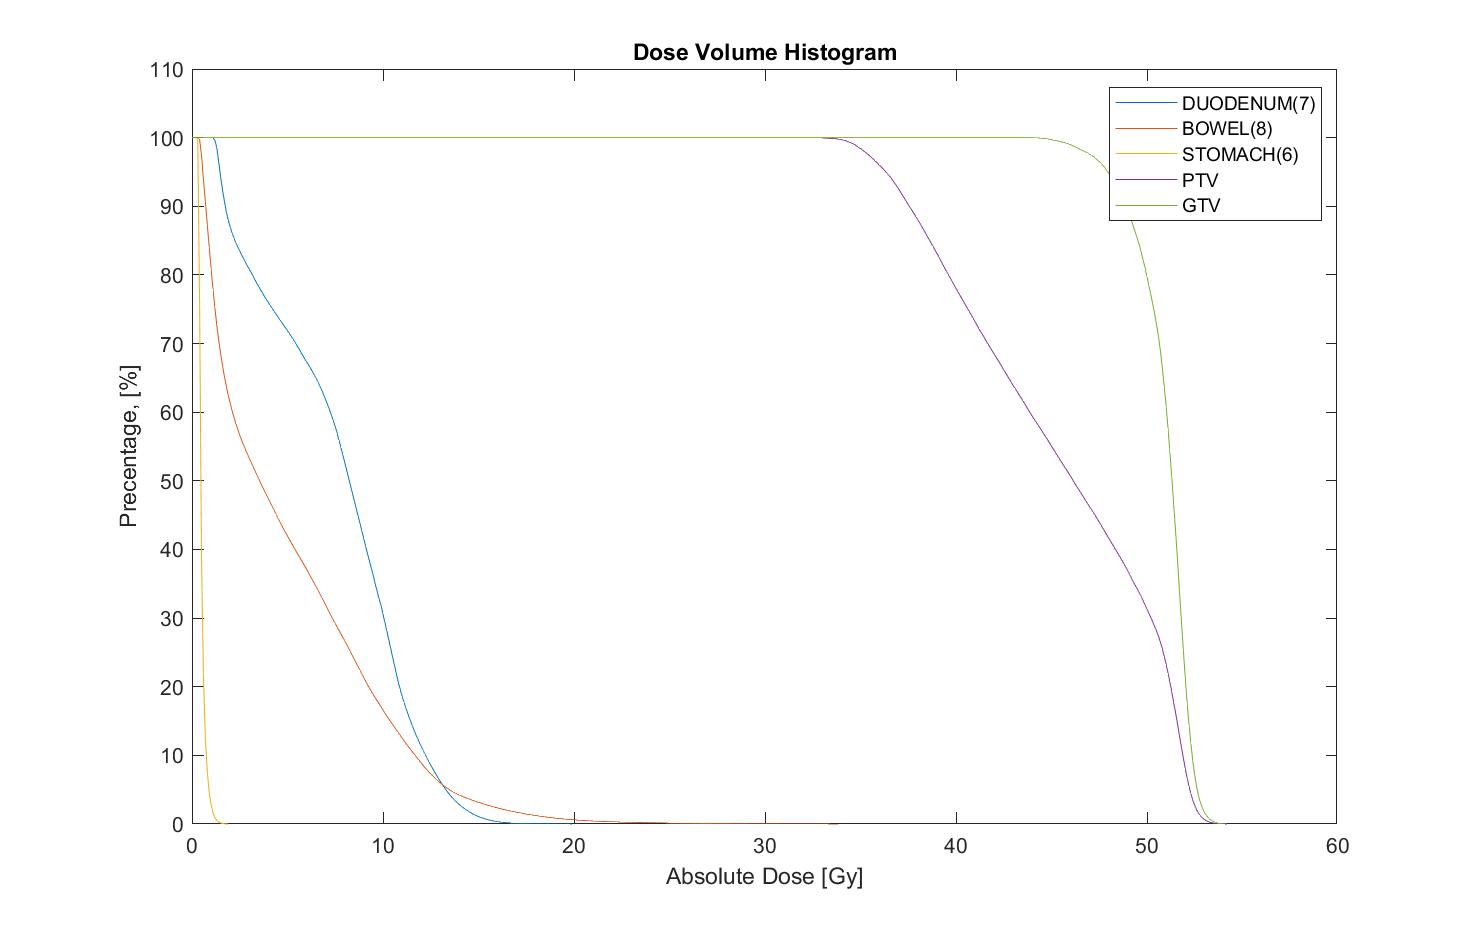 Dose Volume Histogram
110
100
90
80
70
60
50
40
30
20
10
0
Precentage, [%]
0 10 20 30 40 50 60
Absolute Dose [Gy]
DUODENUM(7)
BOWEL(8)
STOMACH(6)
PTV
GTV